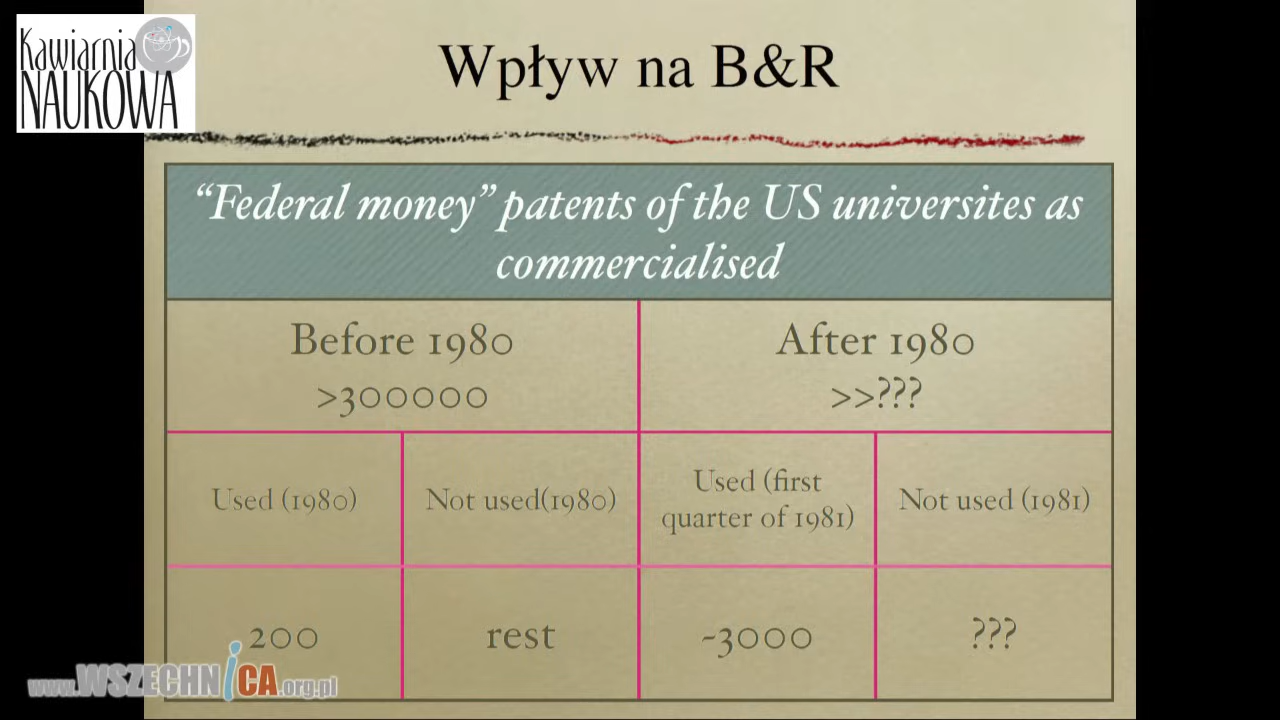 Kawiarnia
NAUKOWA
Wpływ na B&R
“Federal money” patents of the US universites as
commercialised
Before 1980
>300000
After 1980
>>???
Used (1980)
Not used(1980)
Used (first
quarter of 1981)
Not used (1981)
200
rest
~3000
???
www.WSZECHNiCA.org.pl